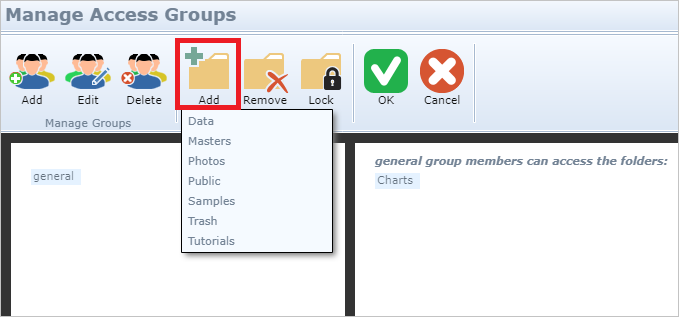 Manage Access Groups
Add Edit Delete Add Remove Lock OK Cancel
Manage Groups
Data
Masters
Photos
Public
Samples
Trash
Tutorials
general
general group members can access the folders:
Charts